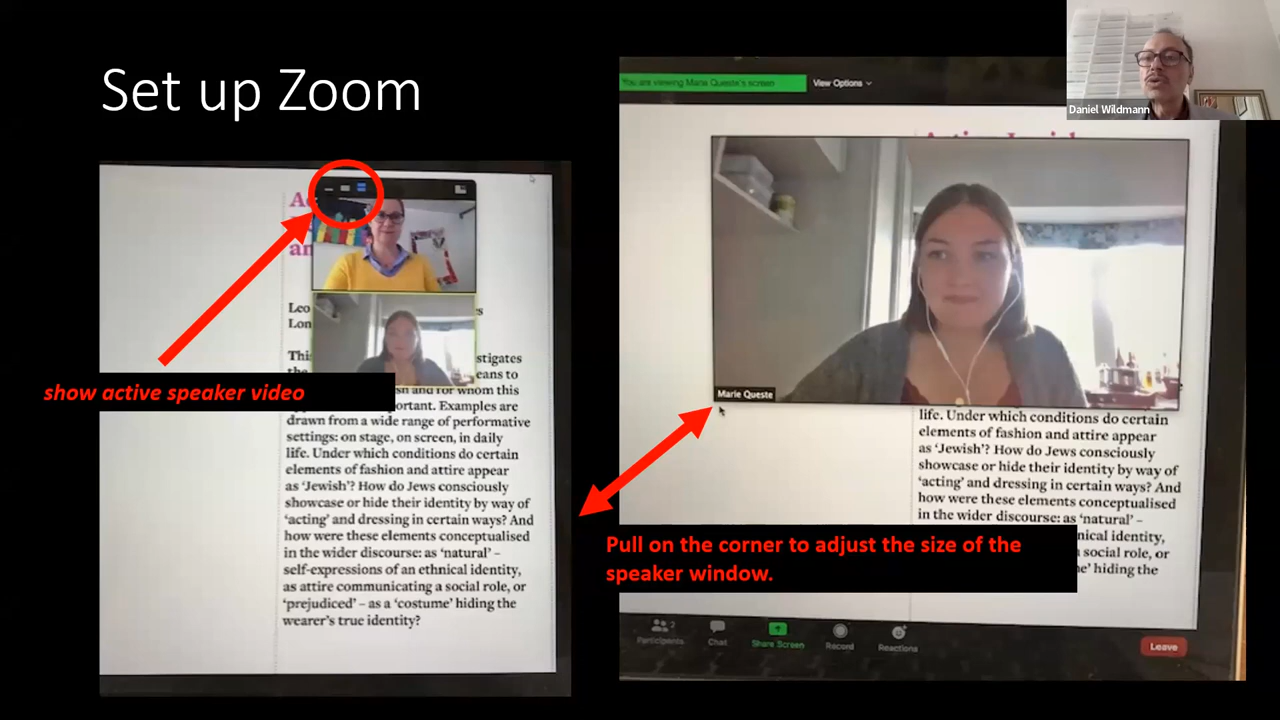 Set up Zoom
Daniel Wildmann
show active speaker video
Leo
Lon
This stigates
eans to
sh and for whom this
portant. Examples are
drawn from a wide range of performative
settings: on stage, on screen, in daily
life. Under which conditions do certain
elements of fashion and attire appear
as ‘Jewish’? How do Jews consciously
showcase or hide their identity by way of
‘acting’ and dressing in certain ways? And
how were these elements conceptualised
in the wider discourse: as ‘natural’ –
self-expressions of an ethnical identity,
as attire communicating a social role, or
‘prejudiced’ – as a ‘costume’ hiding the
wearer’s true identity?
You are viewing Marie Queste's screen View Options
Marie Queste
life. Under which conditions do certain
elements of fashion and attire appear
as ‘Jewish’? How do Jews consciously
showcase or hide their identity by way of
‘acting’ and dressing in certain ways? And
how were these elements conceptualised
in the wider discourse: as ‘natural’ –
nical identity,
social role, or
e’ hiding the
Pull on the corner to adjust the size of the
speaker window.
Participants 2 Chat Share Screen Record Reactions Leave